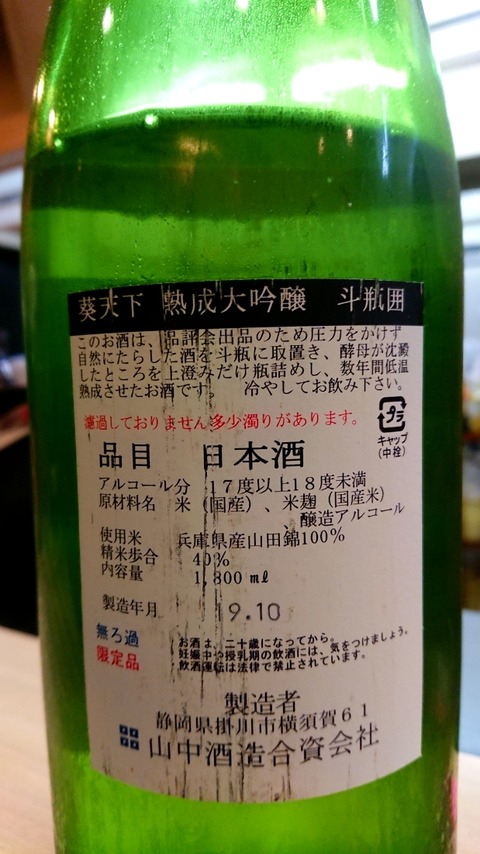 葵天下 熟成大吟醸 斗瓶囲
このお酒は、品評会出品のため圧力をかけず
自然にたらした酒を斗瓶に取置き、酵母が沈澱
したところを上澄みだけ瓶詰めし、数年間低温
熟成させたお酒です。 冷やしてお飲み下さい。
濾過しておりません多少濁りがあります。
プラ
キャップ
(中栓)
品目 日本酒
アルコール分 17度以上18度未満
原材料名 米(国産)、米麹(国産米)
、醸造アルコール
使用米 兵庫県産山田錦100%
精米歩合 40%
内容量 1,800㎖
製造年月 19.10
無ろ過
限定品
お酒は、二十歳になってから。
妊娠中や授乳期の飲酒には、気をつけましょう。
飲酒運転は法律で禁止されています。
製造者
静岡県掛川市横須賀61
山中酒造合資会社